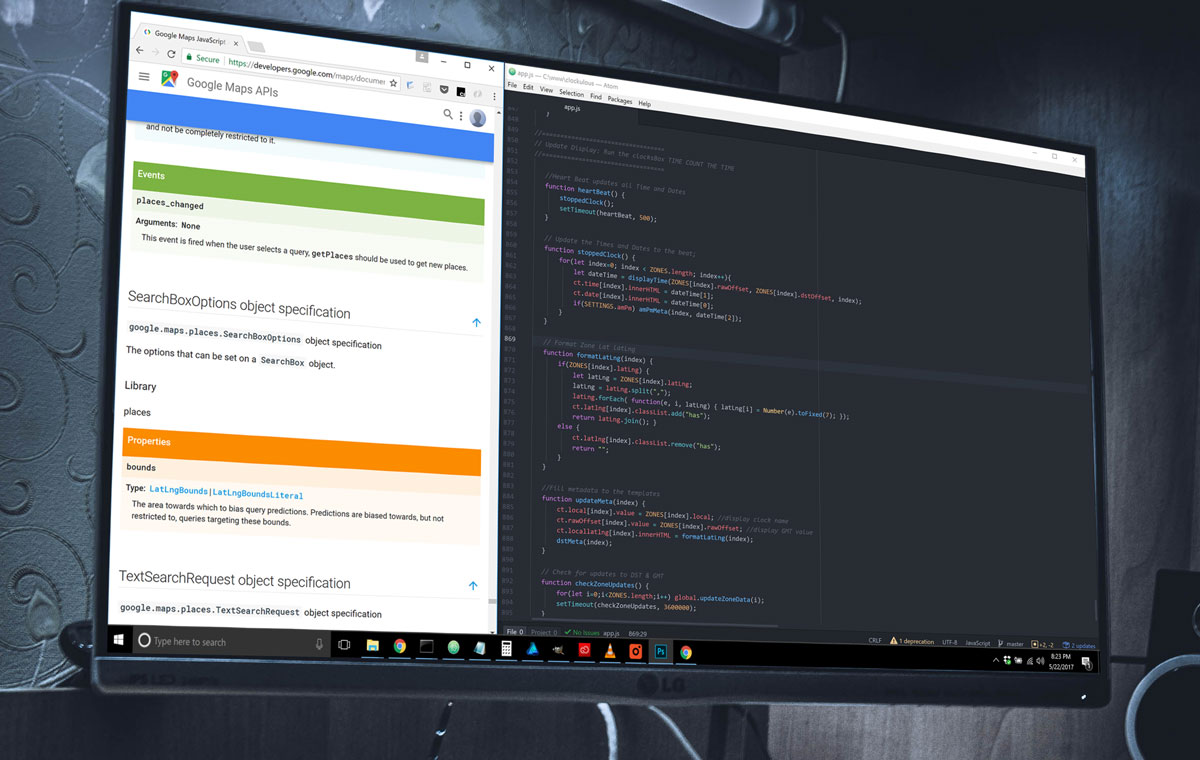 Google Maps JavaScript
Secure | https://developers.google.com/maps/documen
Google Maps APIs
and not be completely restricted to it.
Events
places_changed
Arguments: None
This event is fired when the user selects a query, getPlaces should be used to get new places.
SearchBoxOptions object specification
google.maps.places.SearchBoxOptions object specification
The options that can be set on a SearchBox object.
Library
places
Properties
bounds
Type: LatLngBounds|LatLngBoundsLiteral
The area towards which to bias query predictions. Predictions are biased towards, but not
restricted to, queries targeting these bounds.
TextSearchRequest object specification
google.maps.places.TextSearchRequest object specification
app.js — C:\www\clockulous — Atom
File Edit View Selection Find Packages Help
app.js
848 }
849
850 //================================
851 // Update Display: Run the clocksBox TIME COUNT THE TIME
852 //================================
853
854 //Heart Beat updates all Time and Dates
855 function heartBeat() {
856 stoppedClock();
857 setTimeout(heartBeat, 500);
858 }
859
860 // Update the Times and Dates to the beat;
861 function stoppedClock() {
862 for(let index=0; index < ZONES.length; index++){
863 let dateTime = displayTime(ZONES[index].rawOffset, ZONES[index].dstOffset, index);
864 ct.time[index].innerHTML = dateTime[1];
865 ct.date[index].innerHTML = dateTime[0];
866 if(SETTINGS.amPm) amPmMeta(index, dateTime[2]);
867 }
868 }
869
870 // Format Zone Lat LatLng
871 function formatLatLng(index) {
872 if(ZONES[index].latLng) {
873 let latLng = ZONES[index].latLng;
874 latLng = latLng.split(",");
875 latLng.forEach( function(e, i, latLng) { latLng[i] = Number(e).toFixed(7); });
876 ct.latlng[index].classList.add("has");
877 return latLng.join(); }
878 else {
879 ct.latlng[index].classList.remove("has");
880 return "";
881 }
882 }
883
884 //Fill metadata to the templates
885 function updateMeta(index) {
886 ct.local[index].value = ZONES[index].local; //display clock name
887 ct.rawOffset[index].value = ZONES[index].rawOffset; //display GMT value
888 ct.localletlng[index].innerHTML = formatLatLng(index);
889 dstMeta(index);
890 }
891
892 // Check for updates to DST & GMT
893 function checkZoneUpdates() {
894 for(let i=0;i<ZONES.length;i++) global.updateZoneData(i);
895 setTimeout(checkZoneUpdates, 3600000);
}
File 0 Project 0 No Issues app.js 869:29
CRLF 1 deprecation UTF-8 JavaScript master +2, -2 2 updates
Type here to search
8:23 PM
5/22/2017
LG